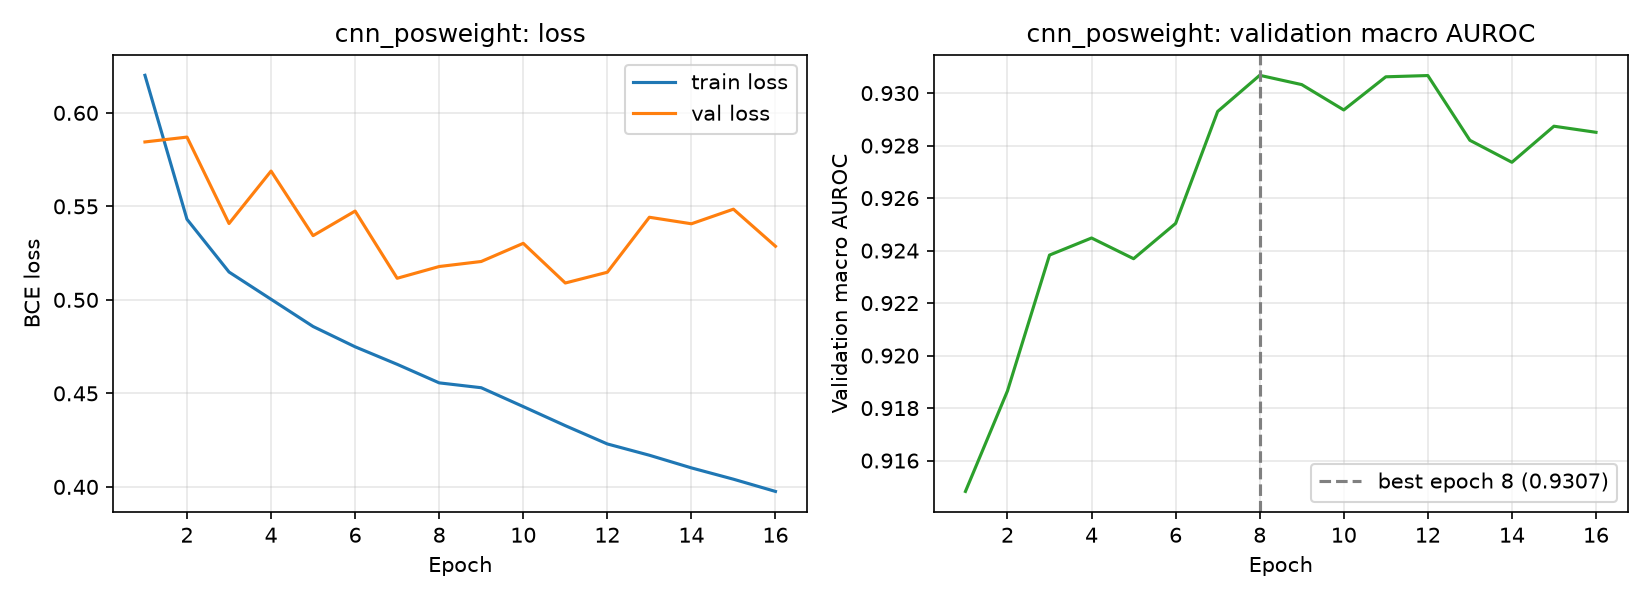 cnn_posweight: loss
train loss
val loss
BCE loss
0.60
0.55
0.50
0.45
0.40
2 4 6 8 10 12 14 16
Epoch
cnn_posweight: validation macro AUROC
Validation macro AUROC
0.930
0.928
0.926
0.924
0.922
0.920
0.918
0.916
best epoch 8 (0.9307)
2 4 6 8 10 12 14 16
Epoch